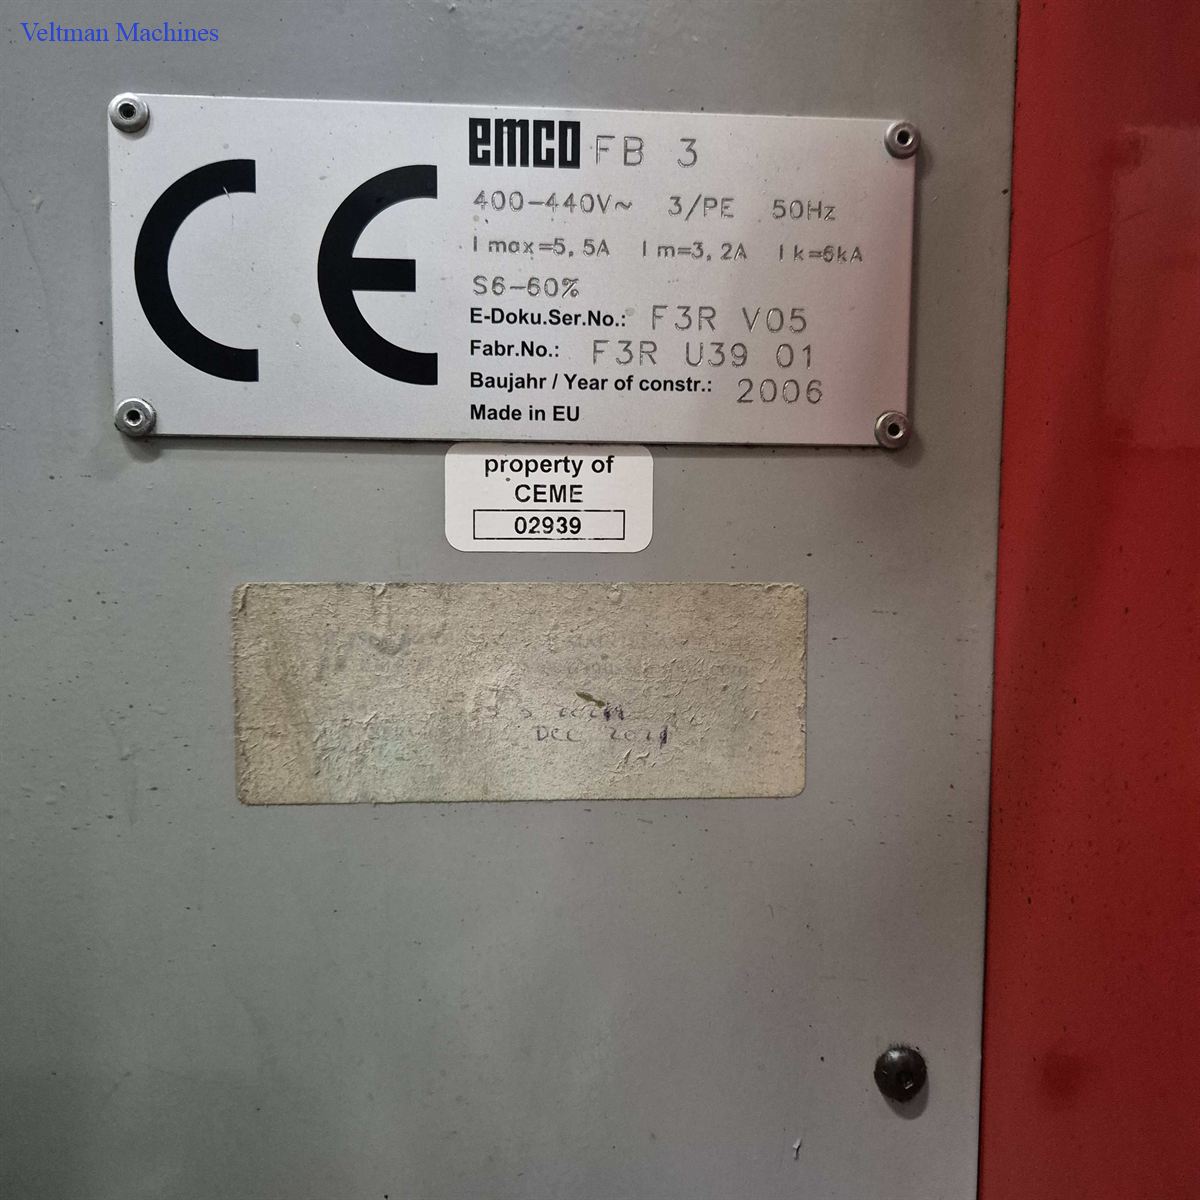 Veltman Machines
CE
emco FB 3
400-440V~ 3/PE 50Hz
I max=5,5A I m=3,2A I k=6kA
S6-60%
E-Doku.Ser.No.: F3R V05
Fabr.No.: F3R U39 01
Baujahr / Year of constr.: 2006
Made in EU
property of
CEME
02939
Dec 2021